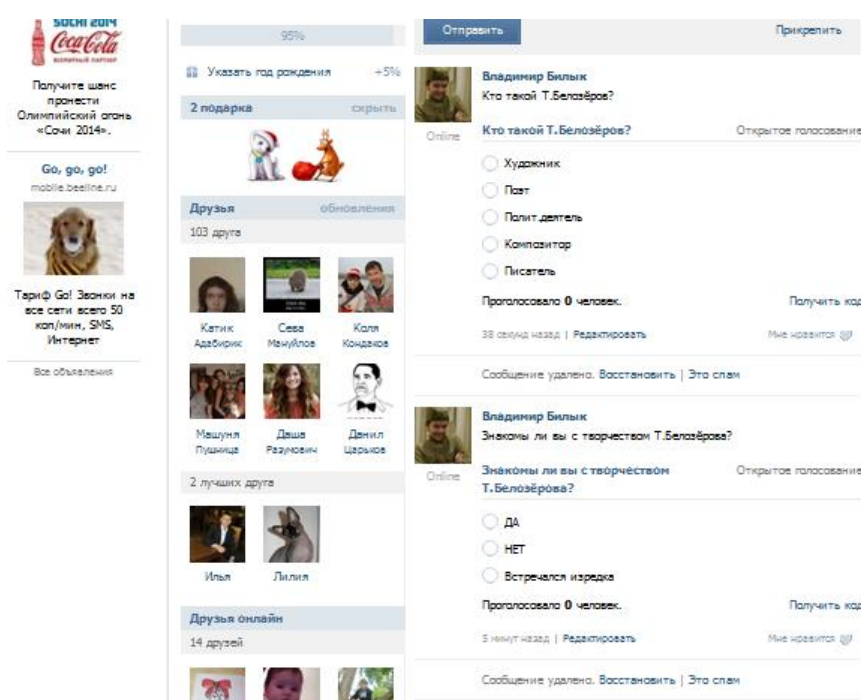 SOCHI 2014
Coca-Cola
Получите шанс
пронести
Олимпийский огонь
«Сочи 2014».
Go, go, go!
mobile.beeline.ru
Тариф Go! Звонки на
все сети всего 50
коп/мин, SMS,
Интернет
Все объявления
95%
Указать год рождения +5%
2 подарка скрыть
Друзья обновления
103 друга
Катик Сева Коля
Адабирик Мануйлов Кондаков
Машуня Даша Данил
Пушница Разумович Царьков
2 лучших друга
Илья Лилия
Друзья онлайн
14 друзей
Отправить Прикрепить
Владимир Билык
Кто такой Т.Белозёров?
Online
Кто такой Т.Белозёров? Открытое голосование
Художник
Поэт
Полит.деятель
Композитор
Писатель
Проголосовало 0 человек. Получить код
38 секунд назад | Редактировать Мне нравится
Сообщение удалено. Восстановить | Это спам
Владимир Билык
Знакомы ли вы с творчеством Т.Белозёрова?
Online
Знакомы ли вы с творчеством Открытое голосование
Т.Белозёрова?
ДА
НЕТ
Встречался изредка
Проголосовало 0 человек. Получить код
5 минут назад | Редактировать Мне нравится
Сообщение удалено. Восстановить | Это спам